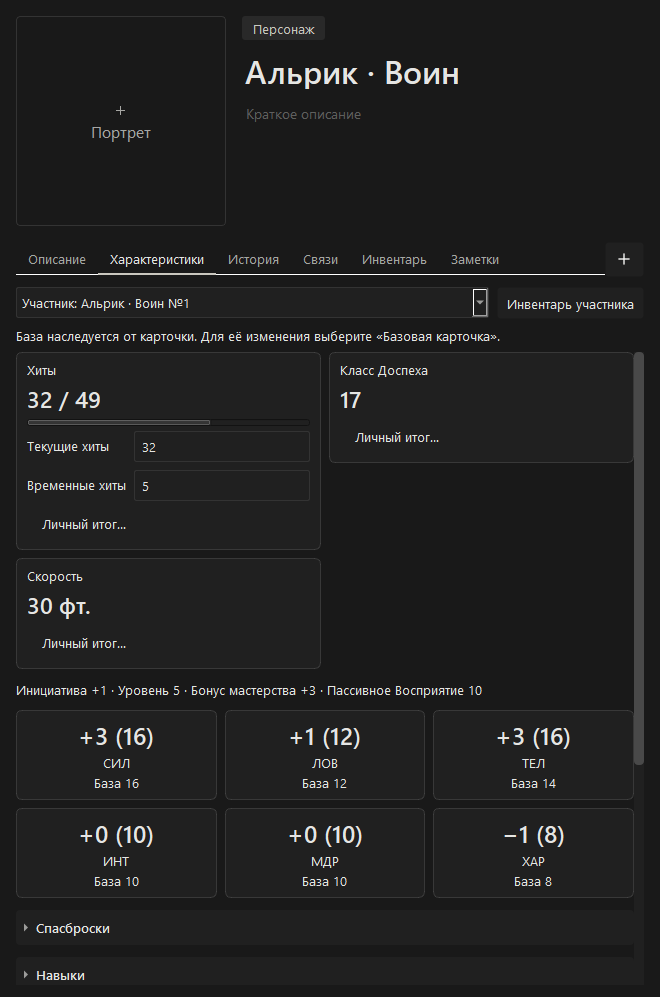 Персонаж
Альрик · Воин
Краткое описание
+
Портрет
Описание Характеристики История Связи Инвентарь Заметки +
Участник: Альрик · Воин №1
Инвентарь участника
База наследуется от карточки. Для её изменения выберите «Базовая карточка».
Хиты
32 / 49
Текущие хиты 32
Временные хиты 5
Личный итог...
Класс Доспеха
17
Личный итог...
Скорость
30 фт.
Личный итог...
Инициатива +1 · Уровень 5 · Бонус мастерства +3 · Пассивное Восприятие 10
+3 (16)
СИЛ
База 16
+1 (12)
ЛОВ
База 12
+3 (16)
ТЕЛ
База 14
+0 (10)
ИНТ
База 10
+0 (10)
МДР
База 10
−1 (8)
ХАР
База 8
Спасброски
Навыки